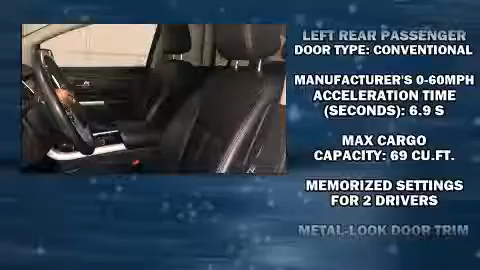 LEFT REAR PASSENGER
DOOR TYPE: CONVENTIONAL
MANUFACTURER'S 0-60MPH
ACCELERATION TIME
(SECONDS): 6.9 S
MAX CARGO
CAPACITY: 69 CU.FT.
MEMORIZED SETTINGS
FOR 2 DRIVERS
METAL-LOOK DOOR TRIM